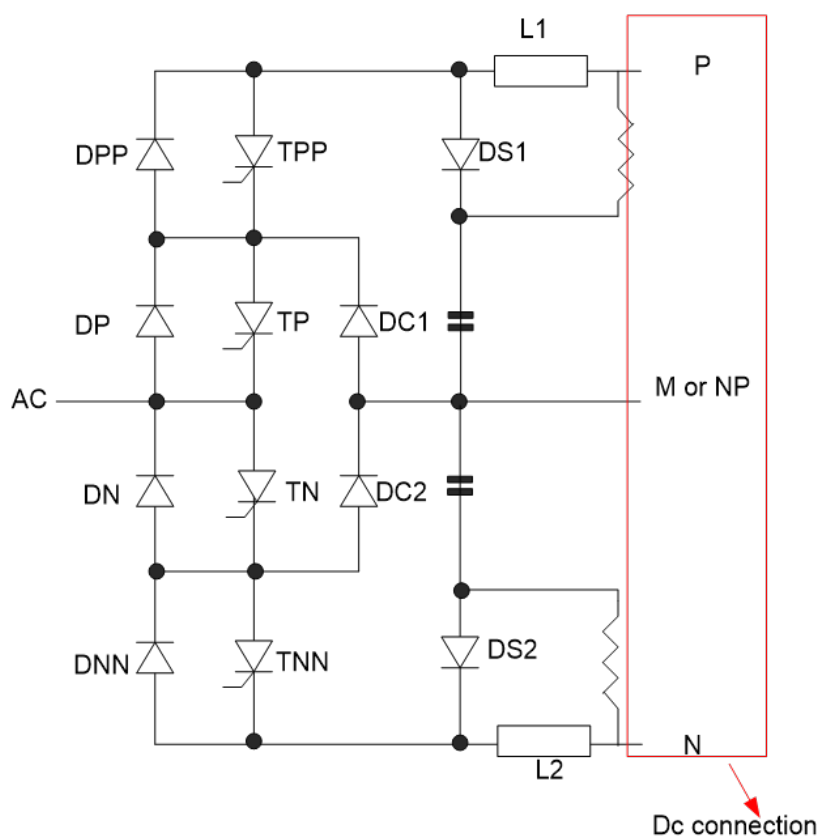 L1
P
DPP
TPP
DS1
DP
TP
DC1
AC
M or NP
DN
TN
DC2
DNN
TNN
DS2
N
L2
Dc connection